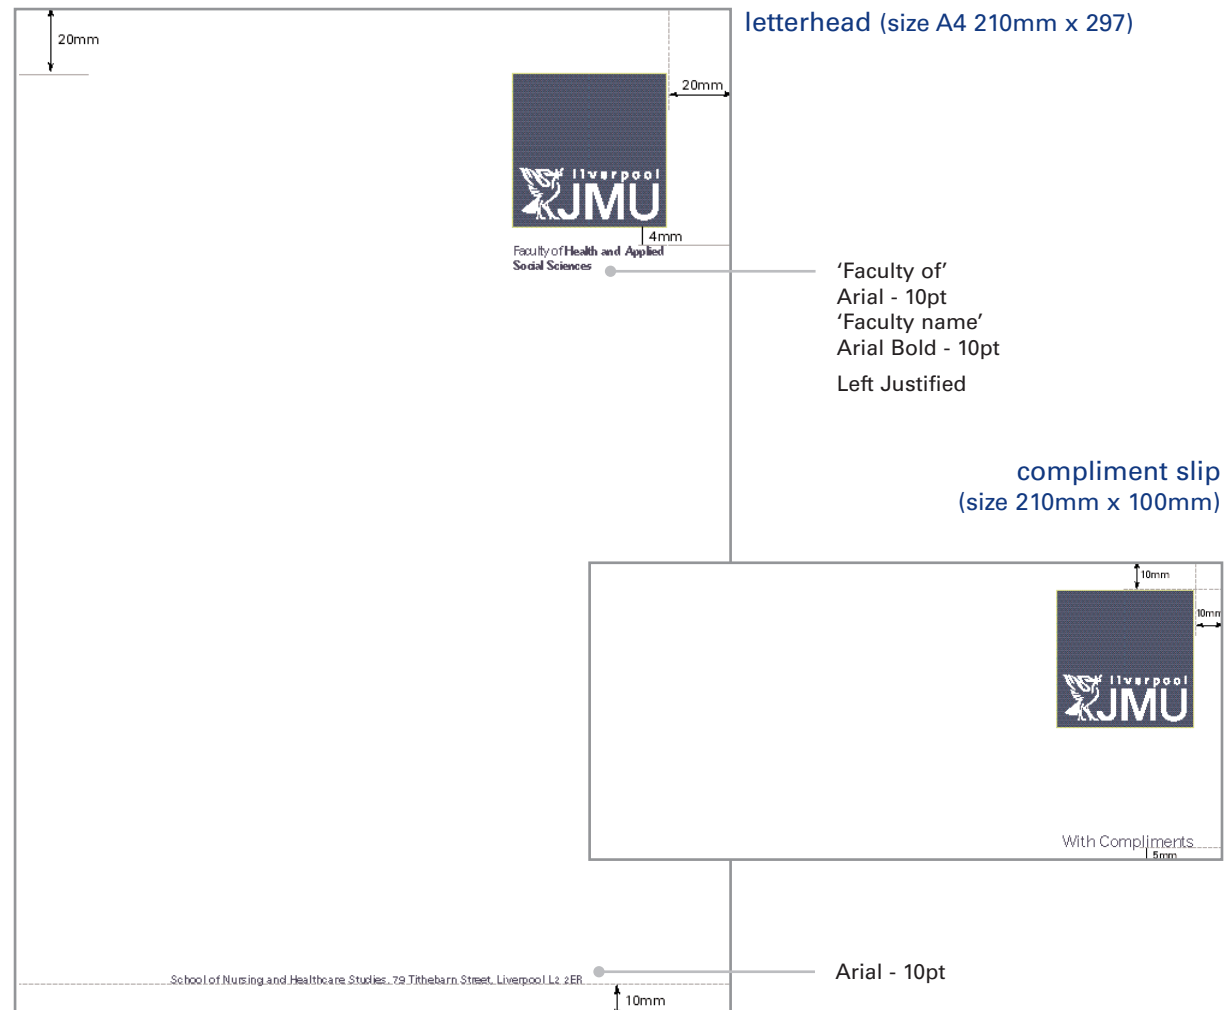 letterhead (size A4 210mm x 297)
20mm
20mm
liverpool
JMU
4mm
Faculty of Health and Applied
Social Sciences
‘Faculty of’
Arial - 10pt
‘Faculty name’
Arial Bold - 10pt
Left Justified
compliment slip
(size 210mm x 100mm)
10mm
10mm
liverpool
JMU
With Compliments
5mm
School of Nursing and Healthcare Studies, 79 Tithebarn Street, Liverpool L2 2ER
Arial - 10pt
10mm